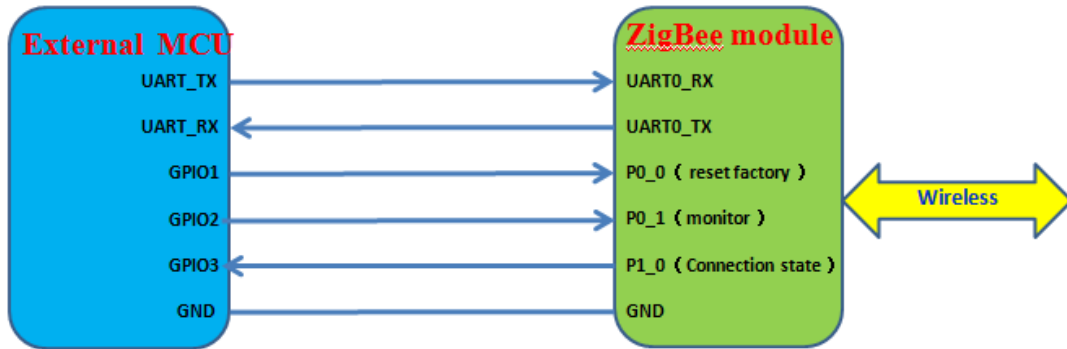 External MCU
UART_TX
UART_RX
GPIO1
GPIO2
GPIO3
GND
ZigBee module
UART0_RX
UART0_TX
P0_0（ reset factory ）
P0_1（ monitor ）
P1_0（ Connection state ）
GND
Wireless